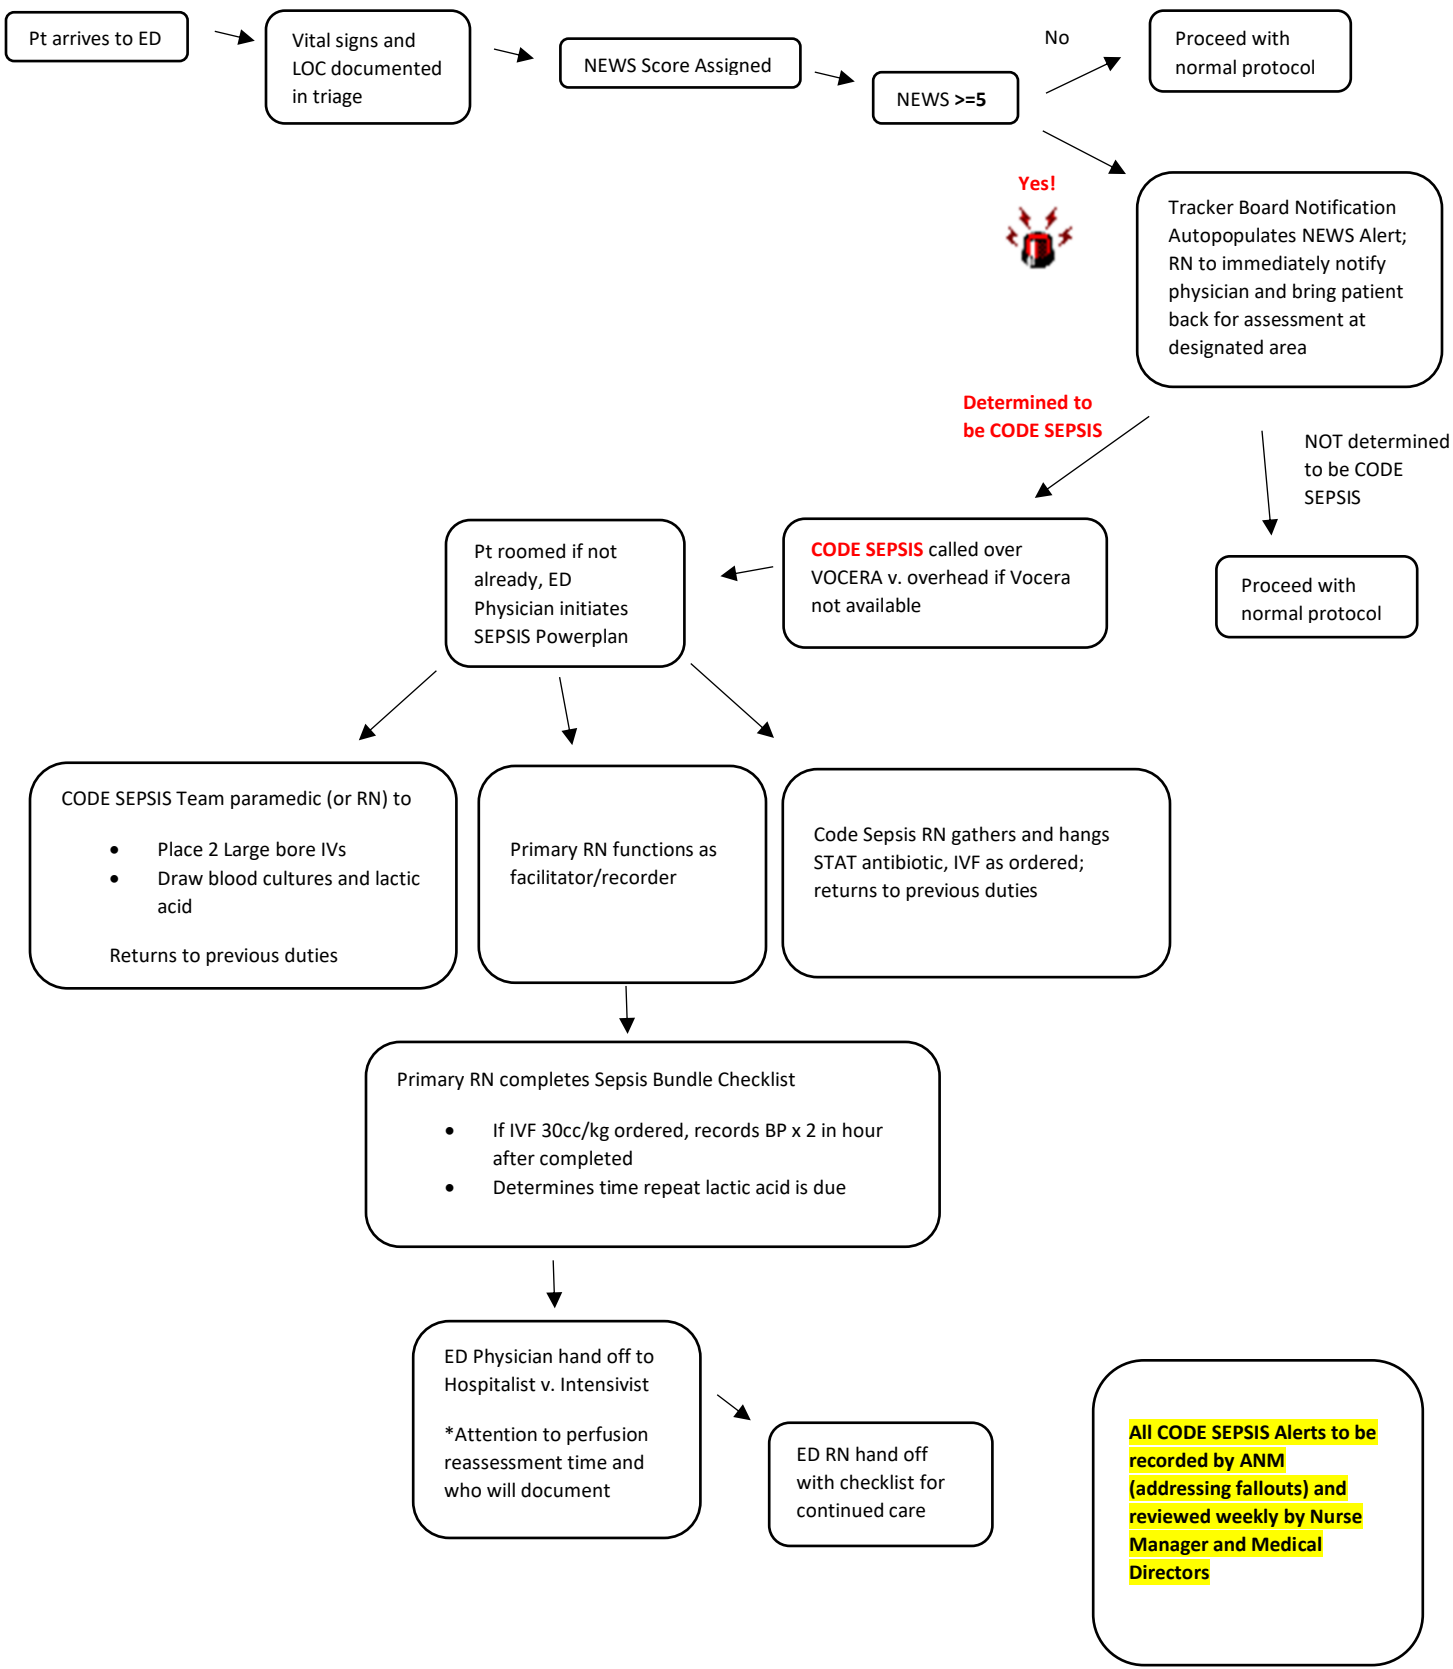 Pt arrives to ED
Vital signs and
LOC documented
in triage
NEWS Score Assigned
NEWS >=5
No
Proceed with
normal protocol
Yes!
Tracker Board Notification
Autopopulates NEWS Alert;
RN to immediately notify
physician and bring patient
back for assessment at
designated area
Determined to
be CODE SEPSIS
NOT determined
to be CODE
SEPSIS
Proceed with
normal protocol
CODE SEPSIS called over
VOCERA v. overhead if Vocera
not available
Pt roomed if not
already, ED
Physician initiates
SEPSIS Powerplan
CODE SEPSIS Team paramedic (or RN) to
• Place 2 Large bore IVs
• Draw blood cultures and lactic
acid
Returns to previous duties
Primary RN functions as
facilitator/recorder
Code Sepsis RN gathers and hangs
STAT antibiotic, IVF as ordered;
returns to previous duties
Primary RN completes Sepsis Bundle Checklist
• If IVF 30cc/kg ordered, records BP x 2 in hour
after completed
• Determines time repeat lactic acid is due
ED Physician hand off to
Hospitalist v. Intensivist
*Attention to perfusion
reassessment time and
who will document
ED RN hand off
with checklist for
continued care
All CODE SEPSIS Alerts to be
recorded by ANM
(addressing fallouts) and
reviewed weekly by Nurse
Manager and Medical
Directors